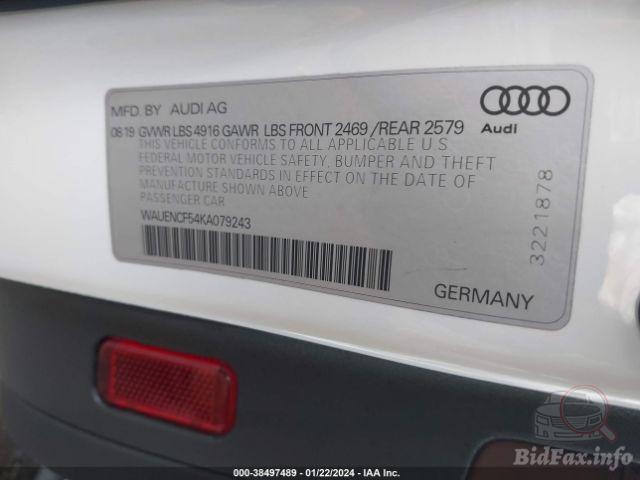 MFD. BY AUDI AG
08 19 GVWR LBS 4916 GAWR LBS FRONT 2469 /REAR 2579
THIS VEHICLE CONFORMS TO ALL APPLICABLE U S
FEDERAL MOTOR VEHICLE SAFETY, BUMPER AND THEFT
PREVENTION STANDARDS IN EFFECT ON THE DATE OF
MANUFACTURE SHOWN ABOVE
PASSENGER CAR
WAUENCF54KA079243
Audi
3221878
GERMANY
BidFax.info
000-38497489 - 01/22/2024 - IAA Inc.